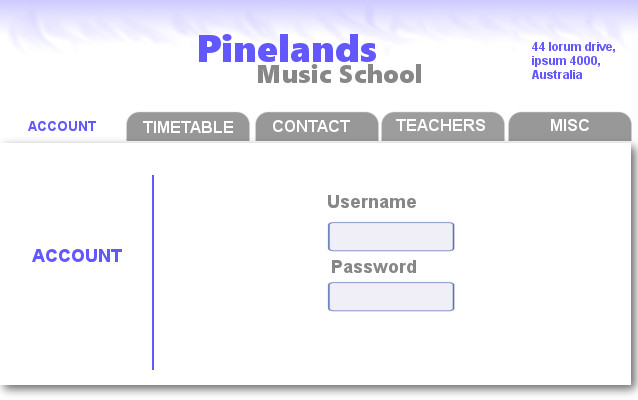 Pinelands
Music School
44 lorum drive,
ipsum 4000,
Australia
ACCOUNT
TIMETABLE
CONTACT
TEACHERS
MISC
ACCOUNT
Username
Password